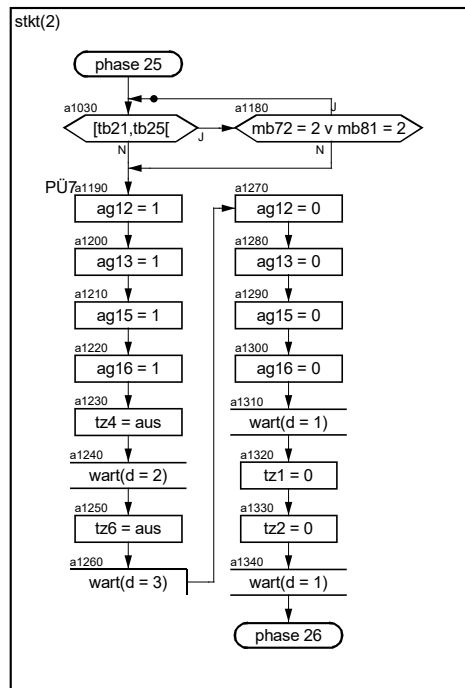 stkt(2)
phase 25
a1030
[tb21,tb25[
J
N
a1180
mb72 = 2 v mb81 = 2
J
N
PÜ7
a1190
ag12 = 1
a1200
ag13 = 1
a1210
ag15 = 1
a1220
ag16 = 1
a1230
tz4 = aus
a1240
wart(d = 2)
a1250
tz6 = aus
a1260
wart(d = 3)
a1270
ag12 = 0
a1280
ag13 = 0
a1290
ag15 = 0
a1300
ag16 = 0
a1310
wart(d = 1)
a1320
tz1 = 0
a1330
tz2 = 0
a1340
wart(d = 1)
phase 26